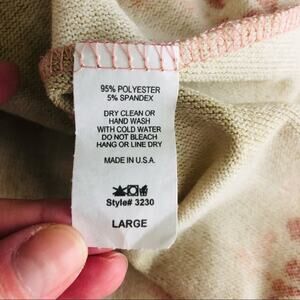 95% POLYESTER
5% SPANDEX
DRY CLEAN OR
HAND WASH
WITH COLD WATER
DO NOT BLEACH
HANG OR LINE DRY
MADE IN U.S.A.
Style# 3230
LARGE